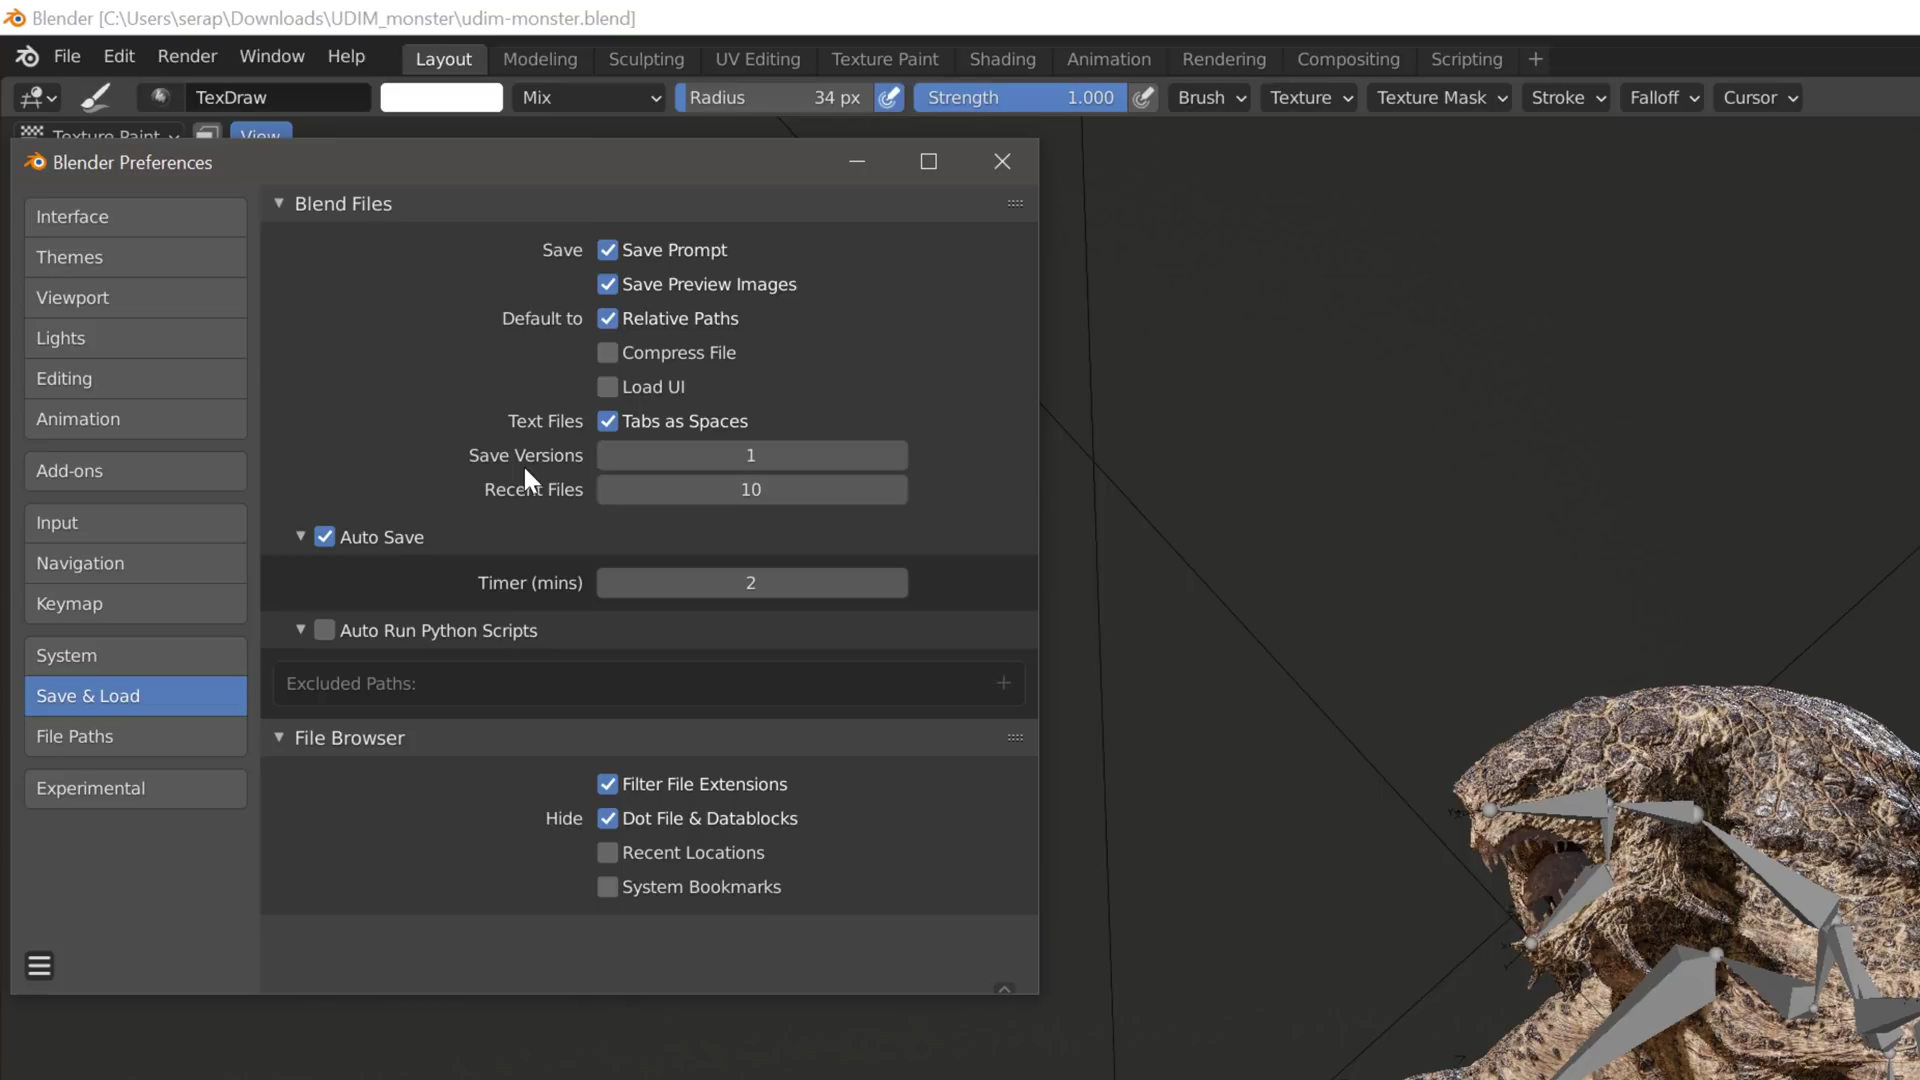 Blender [C:\Users\serap\Downloads\UDIM_monster\udim-monster.blend]
File Edit Render Window Help Layout Modeling Sculpting UV Editing Texture Paint Shading Animation Rendering Compositing Scripting +
TexDraw Mix Radius 34 px Strength 1.000 Brush Texture Texture Mask Stroke Falloff Cursor
Texture Paint View
Blender Preferences
Interface
Themes
Viewport
Lights
Editing
Animation
Add-ons
Input
Navigation
Keymap
System
Save & Load
File Paths
Experimental
Blend Files
Save Save Prompt
Save Preview Images
Default to Relative Paths
Compress File
Load UI
Text Files Tabs as Spaces
Save Versions 1
Recent Files 10
Auto Save
Timer (mins) 2
Auto Run Python Scripts
Excluded Paths: +
File Browser
Filter File Extensions
Hide Dot File & Datablocks
Recent Locations
System Bookmarks